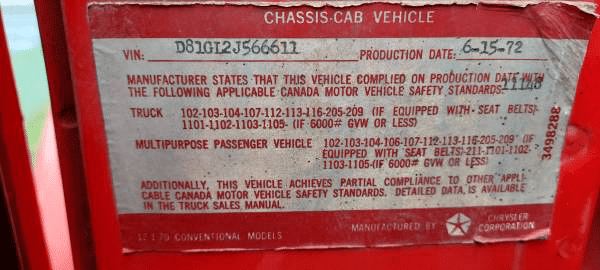 CHASSIS-CAB VEHICLE
VIN: D81GL2J566611 PRODUCTION DATE: 6-15-72
MANUFACTURER STATES THAT THIS VEHICLE COMPLIED ON PRODUCTION DATE WITH
THE FOLLOWING APPLICABLE CANADA MOTOR VEHICLE SAFETY STANDARDS:
TRUCK 102-103-104-107-112-113-116-205-209 (IF EQUIPPED WITH SEAT BELTS)-
1101-1102-1103-1105- (IF 6000# GVW OR LESS)
MULTIPURPOSE PASSENGER VEHICLE 102-103-104-106-107-112-113-116-205-209 (IF
EQUIPPED WITH SEAT BELTS)-211-1101-1102-
1103-1105-(IF 6000# GVW OR LESS)
ADDITIONALLY, THIS VEHICLE ACHIEVES PARTIAL COMPLIANCE TO OTHER APPLI-
CABLE CANADA MOTOR VEHICLE SAFETY STANDARDS. DETAILED DATA IS AVAILABLE
IN THE TRUCK SALES MANUAL.
CONVENTIONAL MODELS MANUFACTURED BY CHRYSLER
CORPORATION
3498288